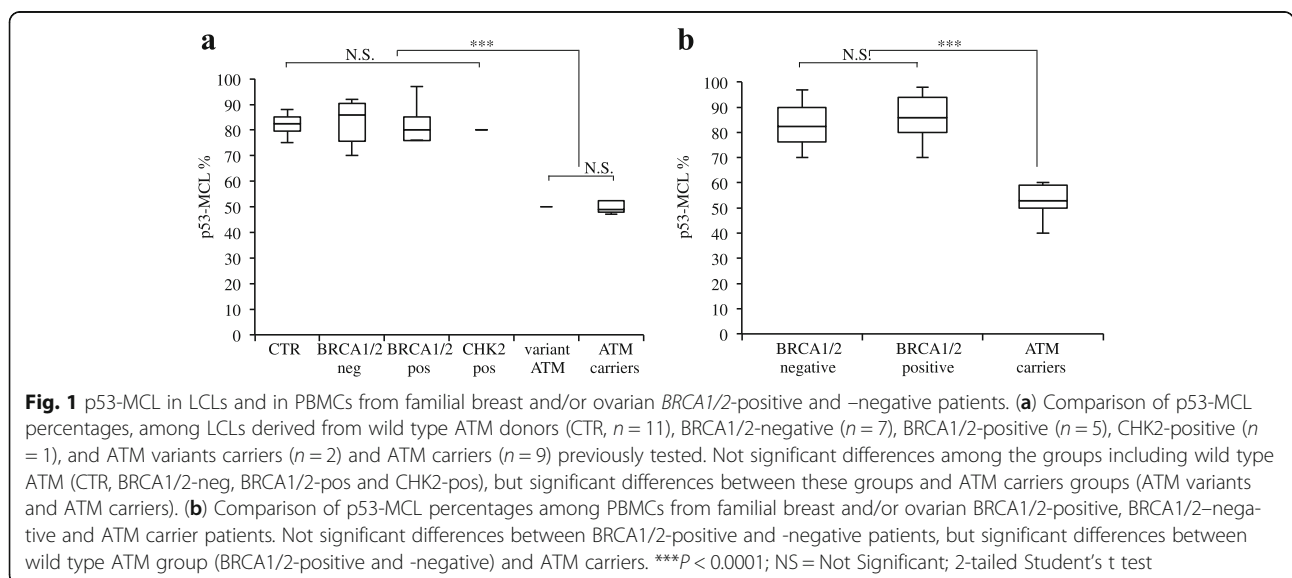 a
***
N.S.
100
90
80
70
60
50
40
30
20
10
0
p53-MCL %
N.S.
CTR BRCA1/2 neg BRCA1/2 pos CHK2 pos variant ATM ATM carriers
b
***
N.S.
100
90
80
70
60
50
40
30
20
10
0
p53-MCL %
BRCA1/2 negative BRCA1/2 positive ATM carriers
Fig. 1 p53-MCL in LCLs and in PBMCs from familial breast and/or ovarian BRCA1/2-positive and –negative patients. (a) Comparison of p53-MCL
percentages, among LCLs derived from wild type ATM donors (CTR, n = 11), BRCA1/2-negative (n = 7), BRCA1/2-positive (n = 5), CHK2-positive (n
= 1), and ATM variants carriers (n = 2) and ATM carriers (n = 9) previously tested. Not significant differences among the groups including wild type
ATM (CTR, BRCA1/2-neg, BRCA1/2-pos and CHK2-pos), but significant differences between these groups and ATM carriers groups (ATM variants
and ATM carriers). (b) Comparison of p53-MCL percentages among PBMCs from familial breast and/or ovarian BRCA1/2-positive, BRCA1/2–nega-
tive and ATM carrier patients. Not significant differences between BRCA1/2-positive and -negative patients, but significant differences between
wild type ATM group (BRCA1/2-positive and -negative) and ATM carriers. ***P < 0.0001; NS = Not Significant; 2-tailed Student's t test